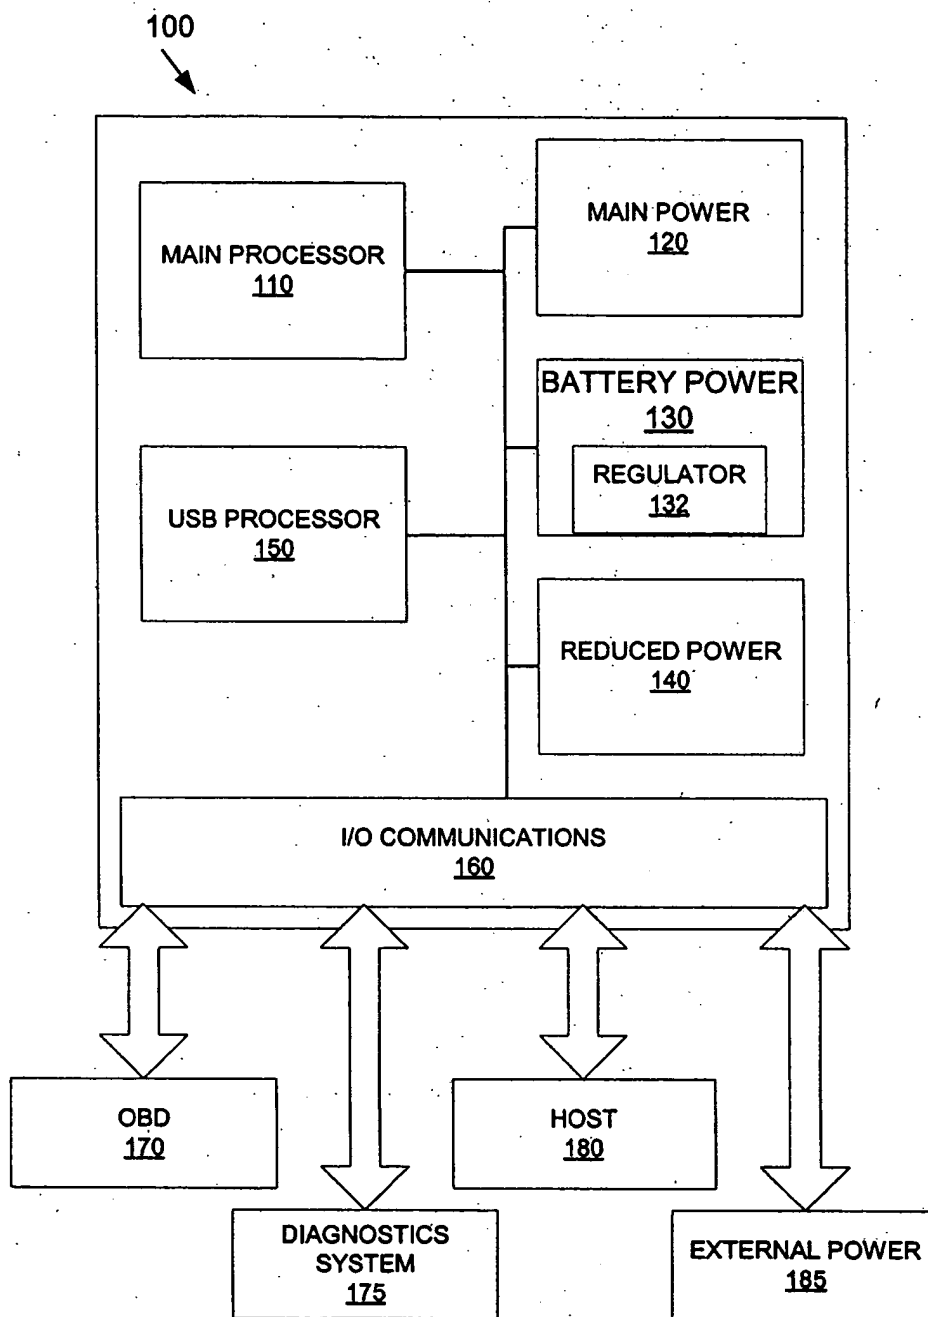 100
MAIN PROCESSOR
110
MAIN POWER
120
BATTERY POWER
130
REGULATOR
132
USB PROCESSOR
150
REDUCED POWER
140
I/O COMMUNICATIONS
160
OBD
170
HOST
180
DIAGNOSTICS
SYSTEM
175
EXTERNAL POWER
185